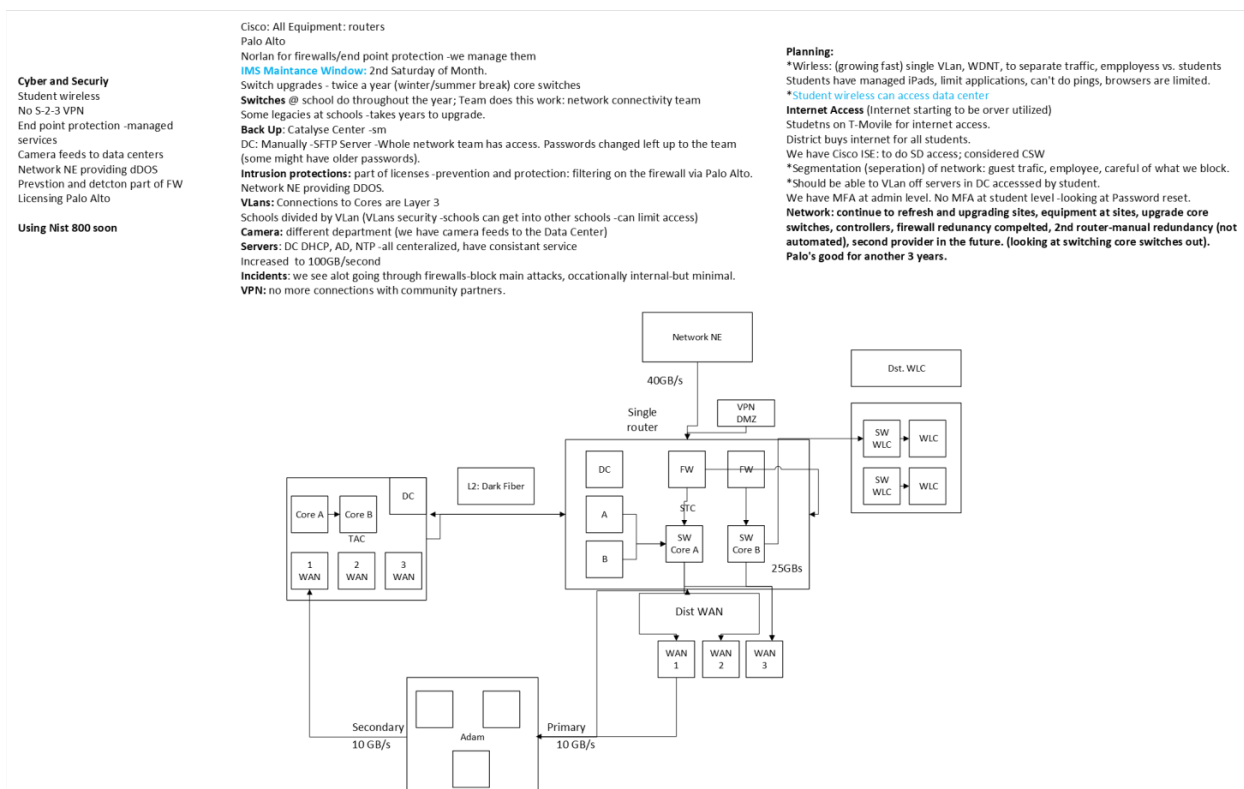 Cyber and Securiy
Student wireless
No S-2-3 VPN
End point protection -managed
services
Camera feeds to data centers
Network NE providing dDOS
Prevstion and detcton part of FW
Licensing Palo Alto
Using Nist 800 soon
Cisco: All Equipment: routers
Palo Alto
Norlan for firewalls/end point protection -we manage them
IMS Maintance Window: 2nd Saturday of Month.
Switch upgrades - twice a year (winter/summer break) core switches
Switches @ school do throughout the year; Team does this work: network connectivity team
Some legacies at schools -takes years to upgrade.
Back Up: Catalyse Center -sm
DC: Manually -SFTP Server -Whole network team has access. Passwords changed left up to the team
(some might have older passwords).
Intrusion protections: part of licenses -prevention and protection: filtering on the firewall via Palo Alto.
Network NE providing DDOS.
VLans: Connections to Cores are Layer 3
Schools divided by VLan (VLans security -schools can get into other schools -can limit access)
Camera: different department (we have camera feeds to the Data Center)
Servers: DC DHCP, AD, NTP -all centeralized, have consistant service
Increased  to 100GB/second
Incidents: we see alot going through firewalls-block main attacks, occationally internal-but minimal.
VPN: no more connections with community partners.
Planning:
*Wirless: (growing fast) single VLan, WDNT, to separate traffic, empployess vs. students
Students have managed iPads, limit applications, can't do pings, browsers are limited.
*Student wireless can access data center
Internet Access (Internet starting to be orver utilized)
Studetns on T-Movile for internet access.
District buys internet for all students.
We have Cisco ISE: to do SD access; considered CSW
*Segmentation (seperation) of network: guest trafic, employee, careful of what we block.
*Should be able to VLan off servers in DC accesssed by student.
We have MFA at admin level. No MFA at student level -looking at Password reset.
Network: continue to refresh and upgrading sites, equipment at sites, upgrade core
switches, controllers, firewall redunancy compelted, 2nd router-manual redundancy (not
automated), second provider in the future. (looking at switching core switches out).
Palo's good for another 3 years.
Network NE
40GB/s
Single
router
VPN
DMZ
Dst. WLC
SW
WLC
WLC
SW
WLC
WLC
DC
FW
FW
A
B
STC
SW
Core A
SW
Core B
25GBs
L2: Dark Fiber
DC
Core A
Core B
TAC
1
WAN
2
WAN
3
WAN
Dist WAN
WAN
1
WAN
2
WAN
3
Secondary
10 GB/s
Adam
Primary
10 GB/s